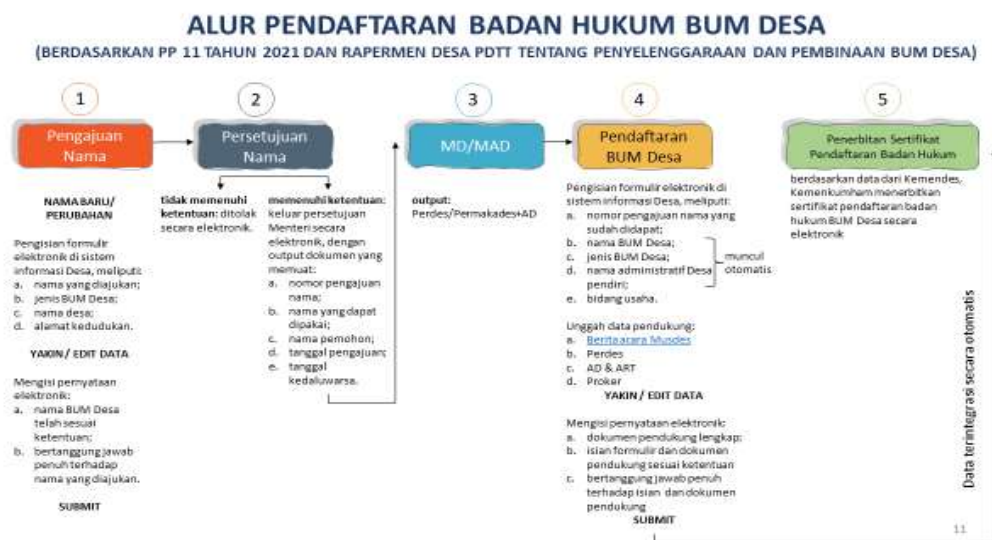 ALUR PENDAFTARAN BADAN HUKUM BUM DESA
(BERDASARKAN PP 11 TAHUN 2021 DAN RAPERMEN DESA PDTT TENTANG PENYELENGGARAAN DAN PEMBINAAN BUM DESA)
1
Pengajuan
Nama
NAMA BARU/
PERUBAHAN
Pengisian formulir
elektronik di sistem
informasi Desa, meliputi:
a. nama yang diajukan;
b. jenis BUM Desa;
c. nama desa;
d. alamat kedudukan.
YAKIN / EDIT DATA
Mengisi pernyataan
elektronik:
a. nama BUM Desa
telah sesuai
ketentuan;
b. bertanggung jawab
penuh terhadap
nama yang diajukan.
SUBMIT
2
Persetujuan
Nama
tidak memenuhi
ketentuan: ditolak
secara elektronik.
memenuhi ketentuan:
keluar persetujuan
Menteri secara
elektronik, dengan
output dokumen yang
memuat:
a. nomor pengajuan
nama;
b. nama yang dapat
dipakai;
c. nama pemohon;
d. tanggal pengajuan;
e. tanggal
kedaluwarsa.
3
MD/MAD
output:
Perdes/Permakades+AD
4
Pendaftaran
BUM Desa
Pengisian formulir elektronik di
sistem informasi Desa, meliputi:
a. nomor pengajuan nama yang
sudah didapat;
b. nama BUM Desa;
c. jenis BUM Desa;
d. nama administratif Desa
pendiri;
e. bidang usaha.
muncul
otomatis
Unggah data pendukung:
a. Berita acara Musdes
b. Perdes
c. AD & ART
d. Proker
YAKIN / EDIT DATA
Mengisi pernyataan elektronik:
a. dokumen pendukung lengkap;
b. isian formulir dan dokumen
pendukung sesuai ketentuan
c. bertanggung jawab penuh
terhadap isian dan dokumen
pendukung
SUBMIT
5
Penerbitan Sertifikat
Pendaftaran Badan Hukum
berdasarkan data dari Kemendes,
Kemenkumham menerbitkan
sertifikat pendaftaran badan
hukum BUM Desa secara
elektronik
Data terintegrasi secara otomatis
11